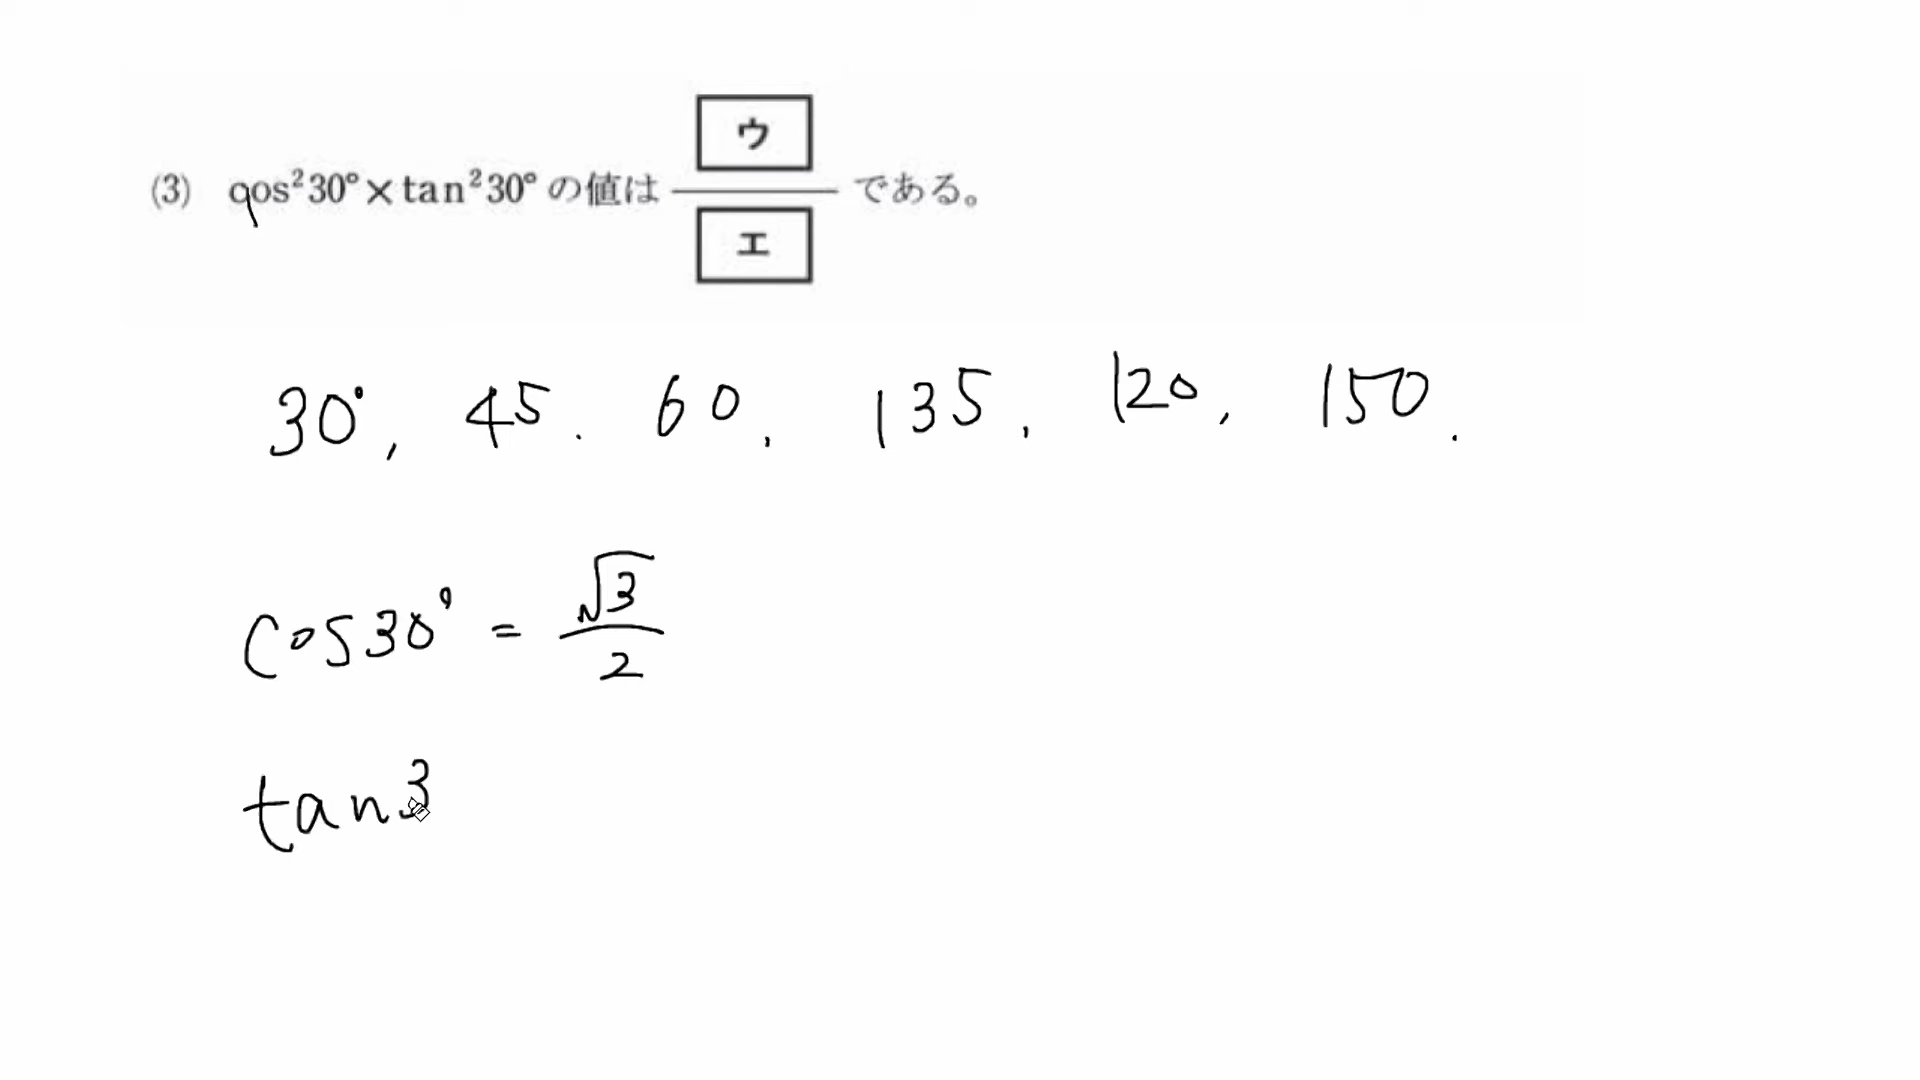 ウ
(3) cos²30°×tan²30°の値は ― である。
エ
30°, 45. 60, 135, 120, 150.
cos30° = √3/2
tan3